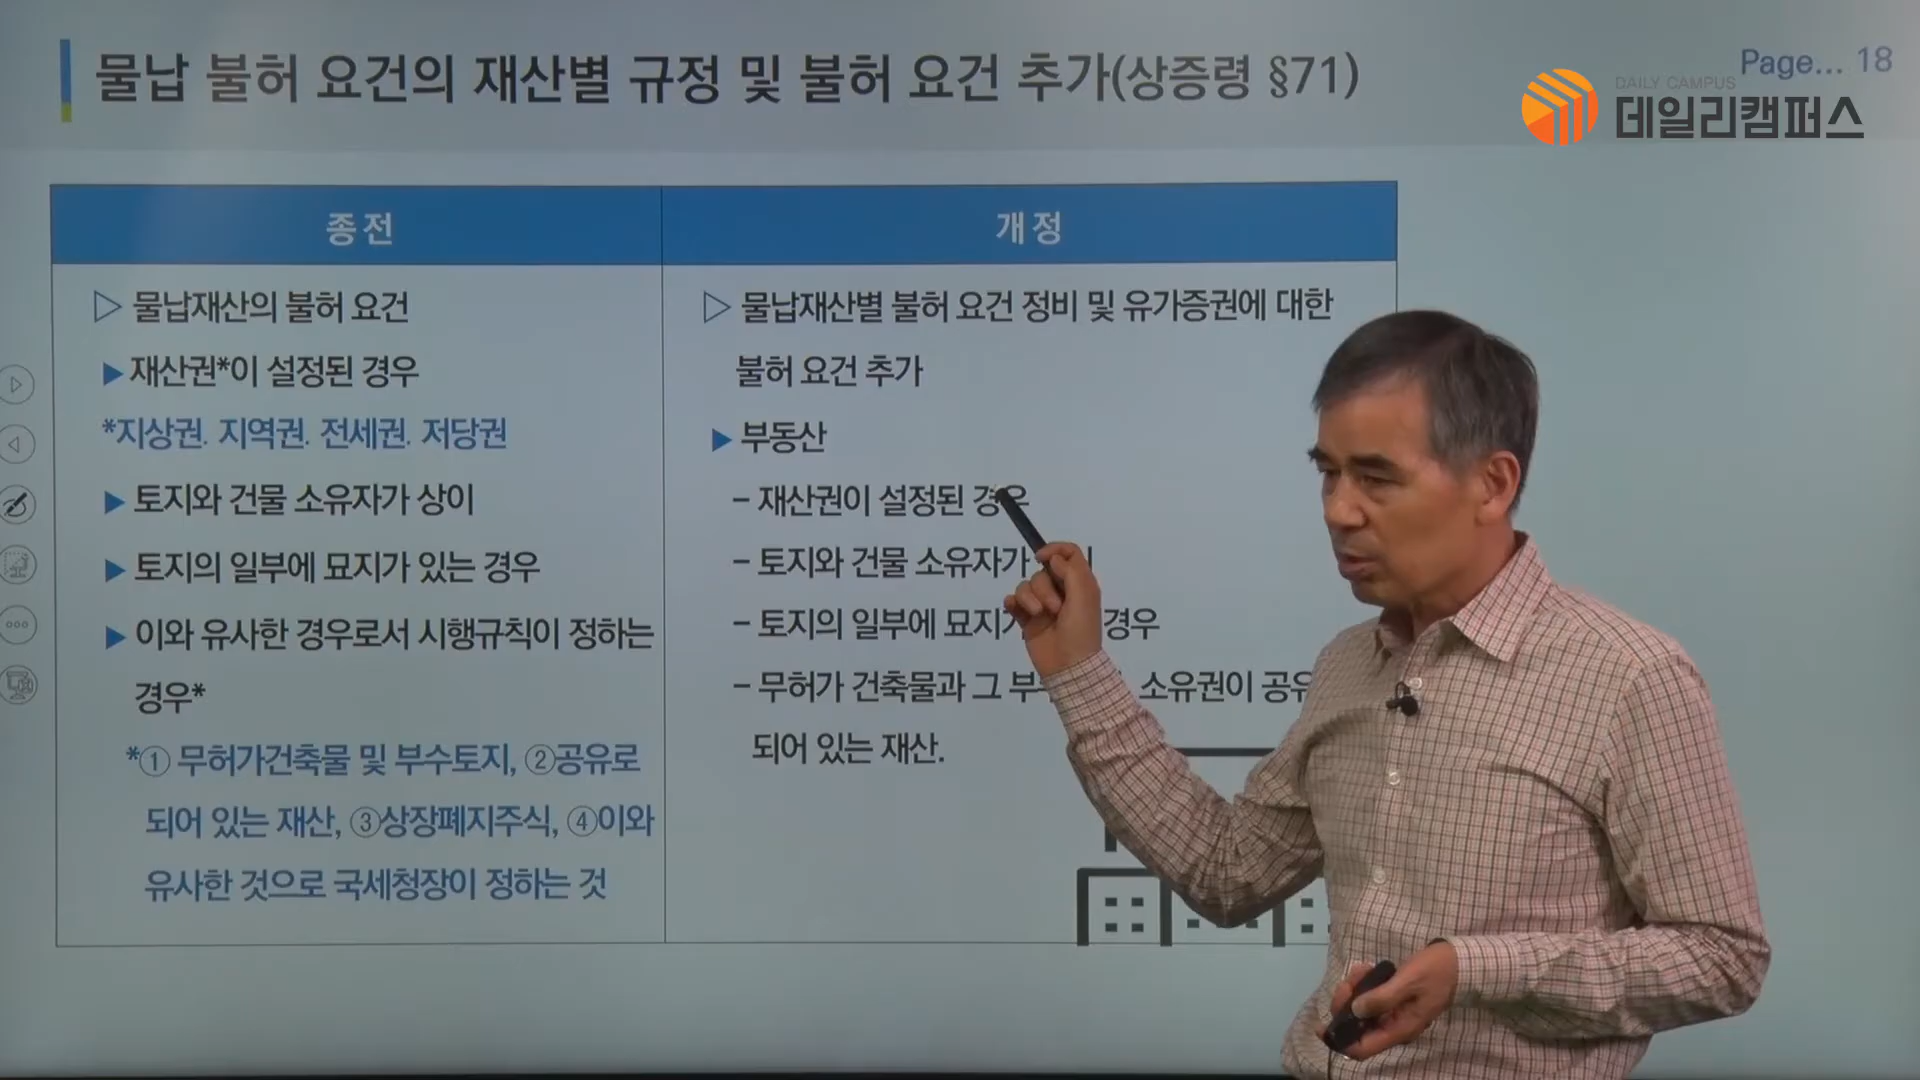 물납 불허 요건의 재산별 규정 및 불허 요건 추가(상증령 §71)
Page... 18
DAILY CAMPUS
데일리캠퍼스
종전
▷ 물납재산의 불허 요건
▶ 재산권*이 설정된 경우
*지상권. 지역권. 전세권. 저당권
▶ 토지와 건물 소유자가 상이
▶ 토지의 일부에 묘지가 있는 경우
▶ 이와 유사한 경우로서 시행규칙이 정하는
경우*
*① 무허가건축물 및 부수토지, ②공유로
되어 있는 재산, ③상장폐지주식, ④이와
유사한 것으로 국세청장이 정하는 것
개정
▷ 물납재산별 불허 요건 정비 및 유가증권에 대한
불허 요건 추가
▶ 부동산
- 재산권이 설정된 경우
- 토지와 건물 소유자가
- 토지의 일부에 묘지가 경우
- 무허가 건축물과 그 소유권이 공유
되어 있는 재산.